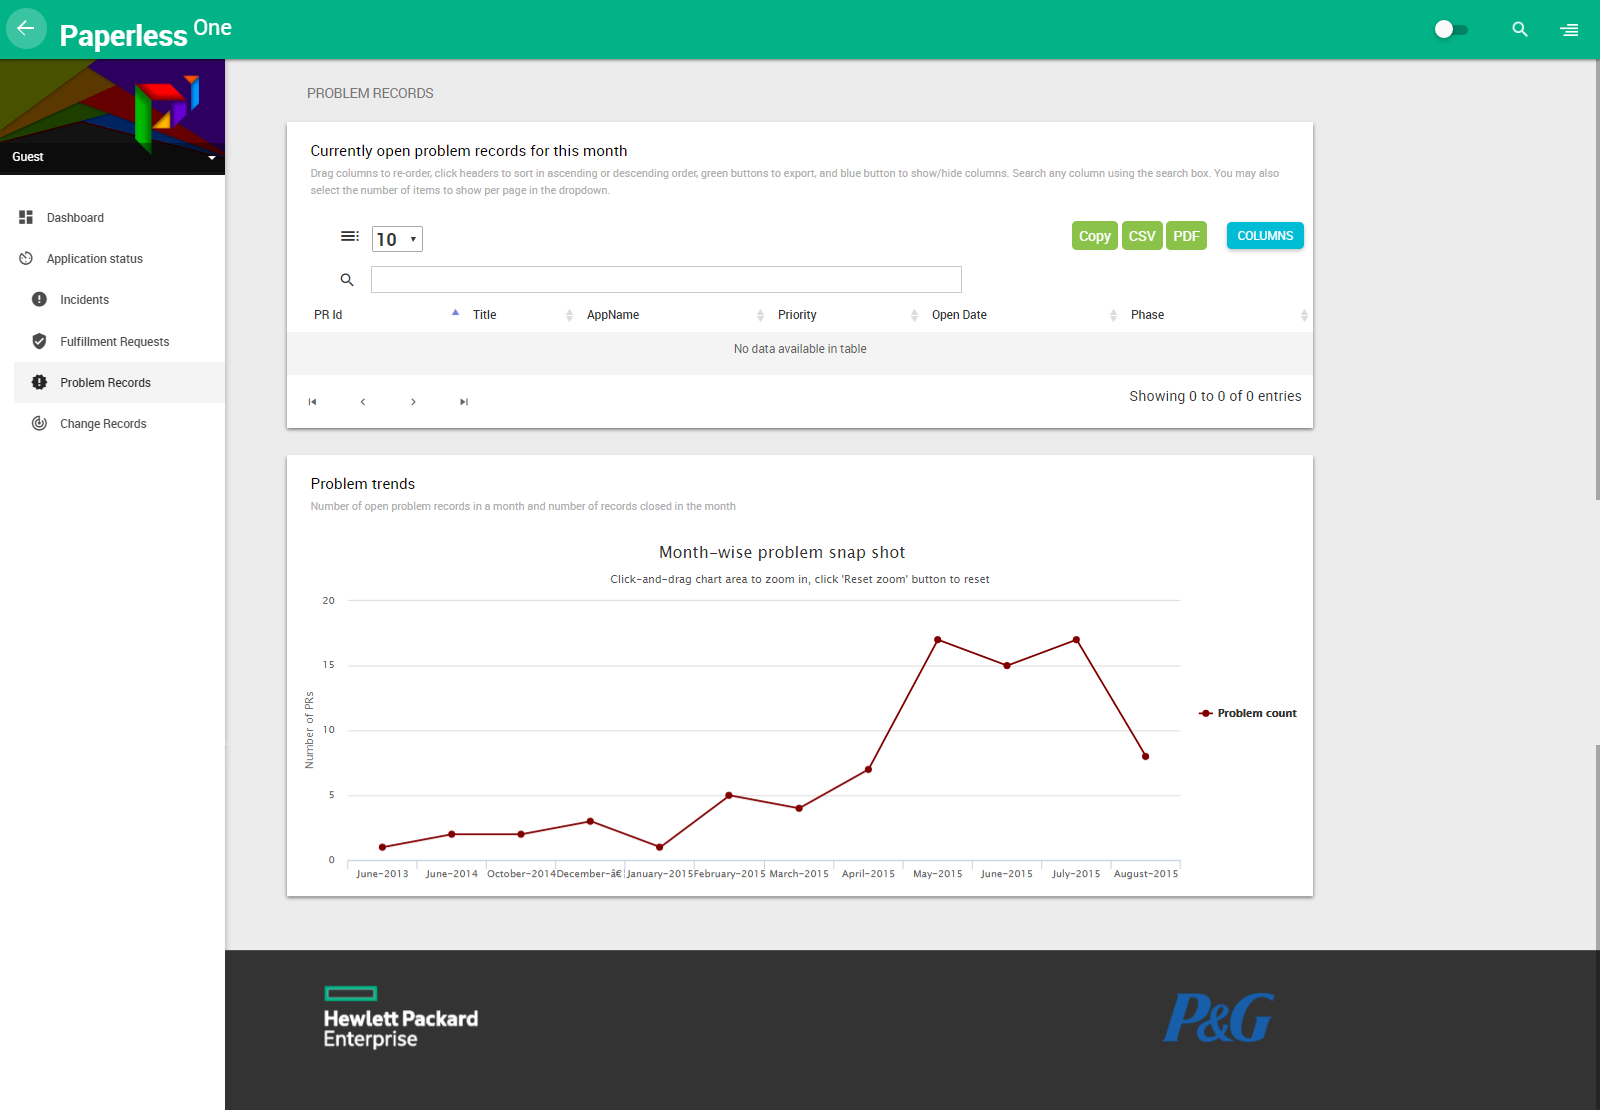 Paperless One
Guest
Dashboard
Application status
Incidents
Fulfillment Requests
Problem Records
Change Records
PROBLEM RECORDS
Currently open problem records for this month
Drag columns to re-order, click headers to sort in ascending or descending order, green buttons to export, and blue button to show/hide columns. Search any column using the search box. You may also
select the number of items to show per page in the dropdown.
10
Copy CSV PDF COLUMNS
PR Id Title AppName Priority Open Date Phase
No data available in table
Showing 0 to 0 of 0 entries
Problem trends
Number of open problem records in a month and number of records closed in the month
Month-wise problem snap shot
Click-and-drag chart area to zoom in, click 'Reset zoom' button to reset
Number of PRs
20
15
10
5
0
June-2013 June-2014 October-2014 December-â€ January-2015 February-2015 March-2015 April-2015 May-2015 June-2015 July-2015 August-2015
Problem count
Hewlett Packard
Enterprise
P&G